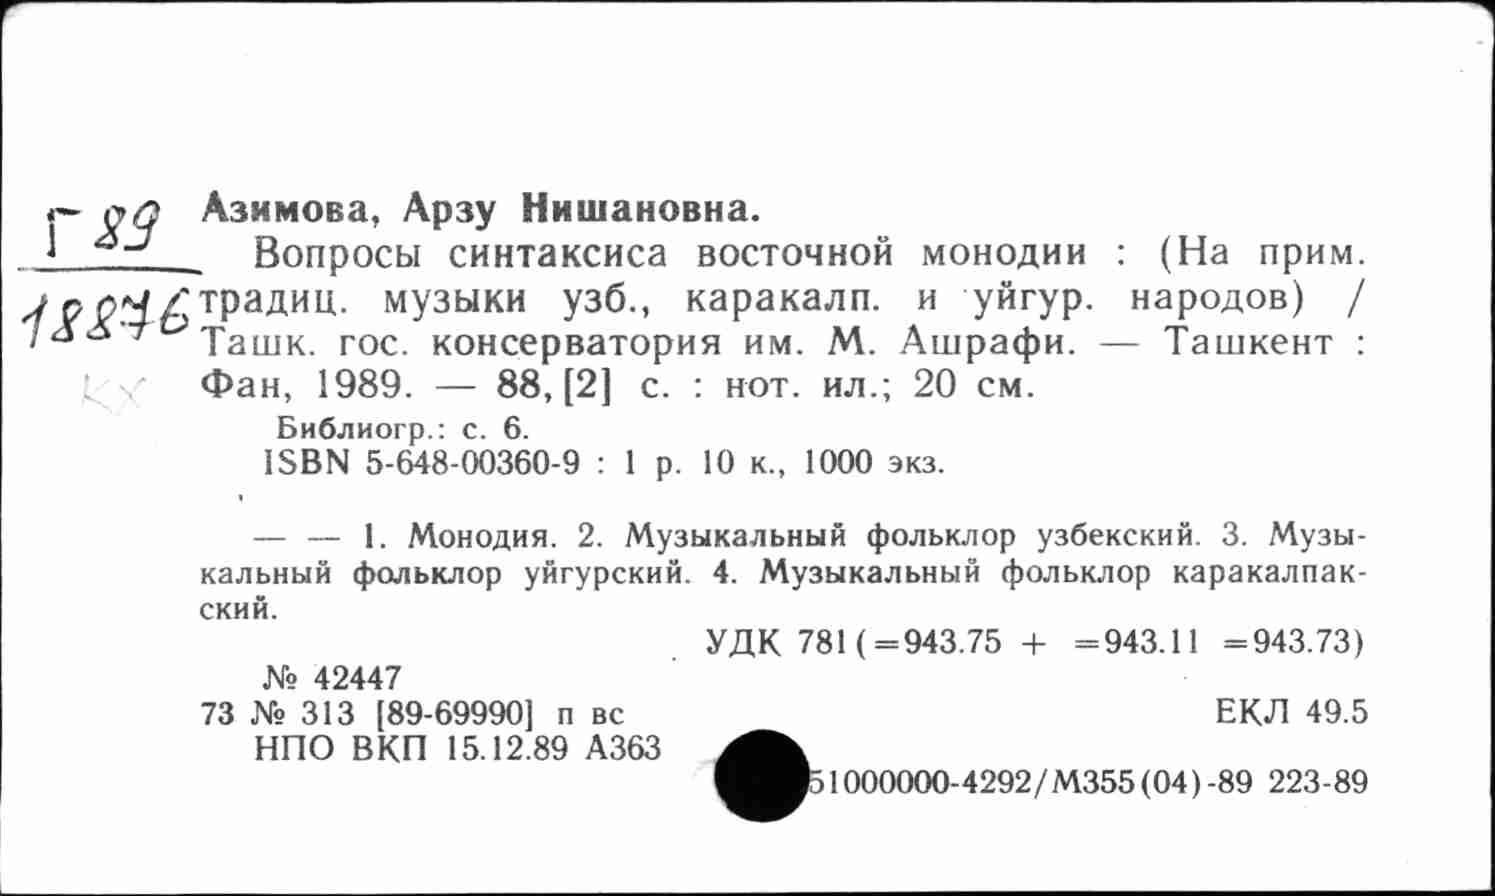 Г 89
18876
кх
Азимова, Арзу Нишановна.
Вопросы синтаксиса восточной монодии : (На прим.
традиц. музыки узб., каракалп. и уйгур. народов) /
Ташк. гос. консерватория им. М. Ашрафи. — Ташкент :
Фан, 1989. — 88, [2] с. : нот. ил.; 20 см.
Библиогр.: с. 6.
ISBN 5-648-00360-9 : 1 р. 10 к., 1000 экз.
— — 1. Монодия. 2. Музыкальный фольклор узбекский. 3. Музы-
кальный фольклор уйгурский. 4. Музыкальный фольклор каракалпак-
ский.
УДК 781(=943.75 + =943.11 =943.73)
№ 42447
73 № 313 [89-69990] п вс
ЕКЛ 49.5
НПО ВКП 15.12.89 А363
51000000-4292/М355(04)-89 223-89